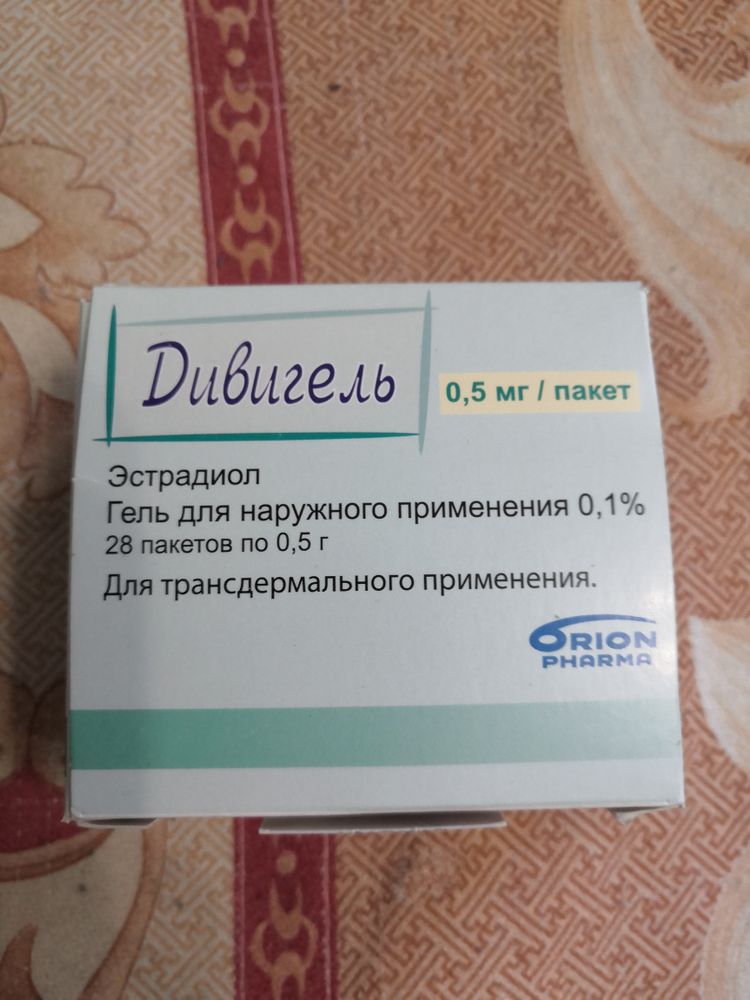 Дивигель
0,5 мг / пакет
Эстрадиол
Гель для наружного применения 0,1%
28 пакетов по 0,5 г
Для трансдермального применения.
ORION
PHARMA